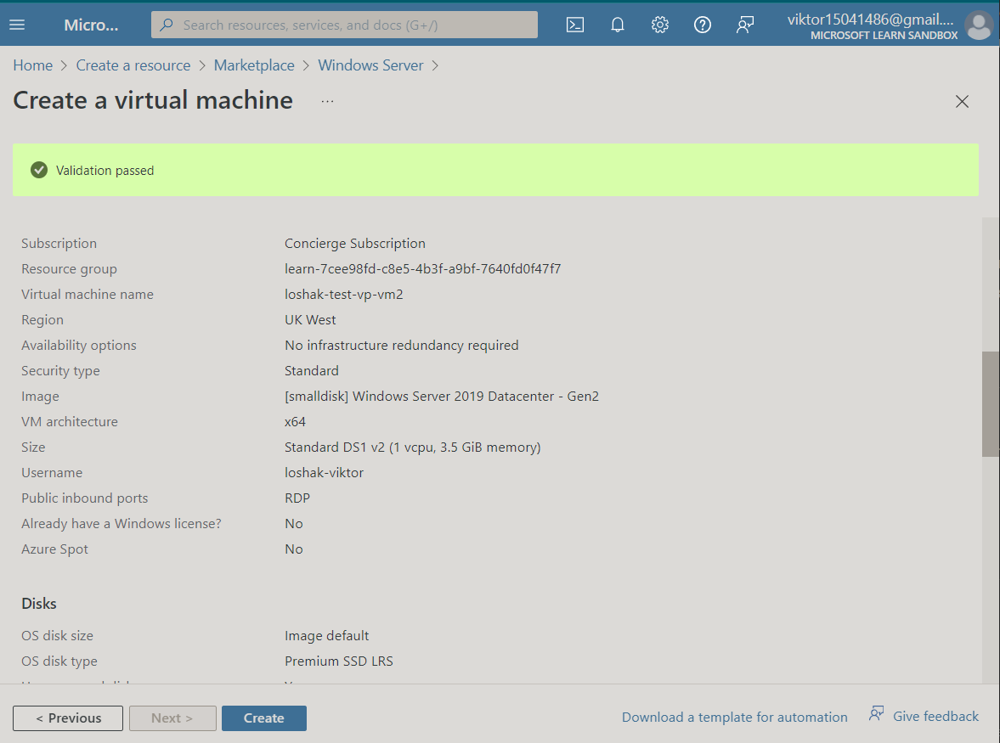 Micro...
Search resources, services, and docs (G+/)
viktor15041486@gmail....
MICROSOFT LEARN SANDBOX
Home > Create a resource > Marketplace > Windows Server >
Create a virtual machine ...
Validation passed
Subscription Concierge Subscription
Resource group learn-7cee98fd-c8e5-4b3f-a9bf-7640fd0f47f7
Virtual machine name loshak-test-vp-vm2
Region UK West
Availability options No infrastructure redundancy required
Security type Standard
Image [smalldisk] Windows Server 2019 Datacenter - Gen2
VM architecture x64
Size Standard DS1 v2 (1 vcpu, 3.5 GiB memory)
Username loshak-viktor
Public inbound ports RDP
Already have a Windows license? No
Azure Spot No
Disks
OS disk size Image default
OS disk type Premium SSD LRS
< Previous Next > Create Download a template for automation Give feedback